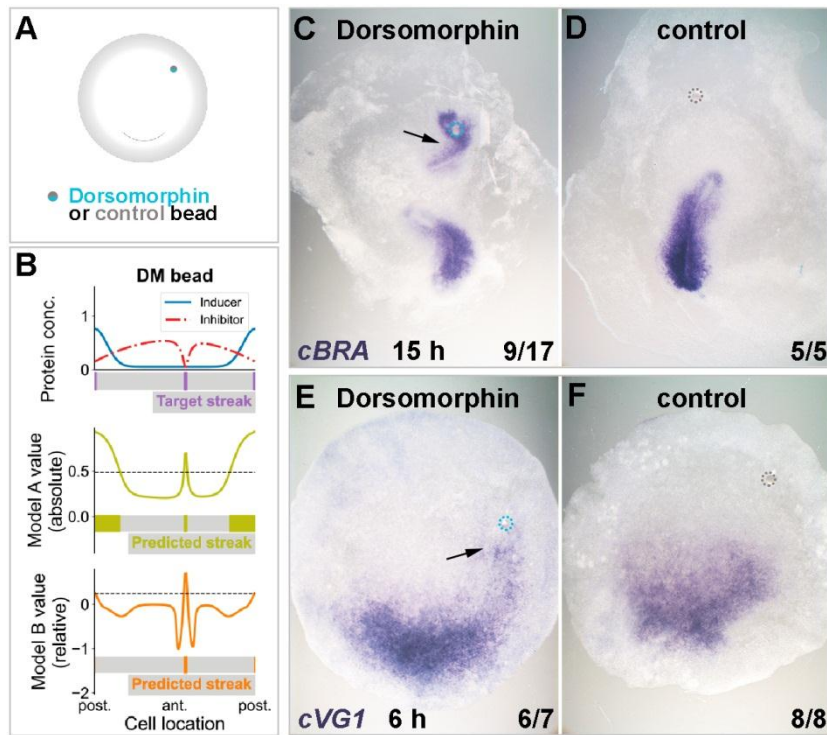 A
Dorsomorphin
or control bead
B
DM bead
Protein conc.
1
0
Inducer
Inhibitor
Target streak
Model A value
(absolute)
0.5
0.0
Predicted streak
Model B value
(relative)
0
−1
−2
Predicted streak
post. ant. post.
Cell location
C
Dorsomorphin
cBRA 15 h 9/17
D
control
5/5
E
Dorsomorphin
cVG1 6 h 6/7
F
control
8/8